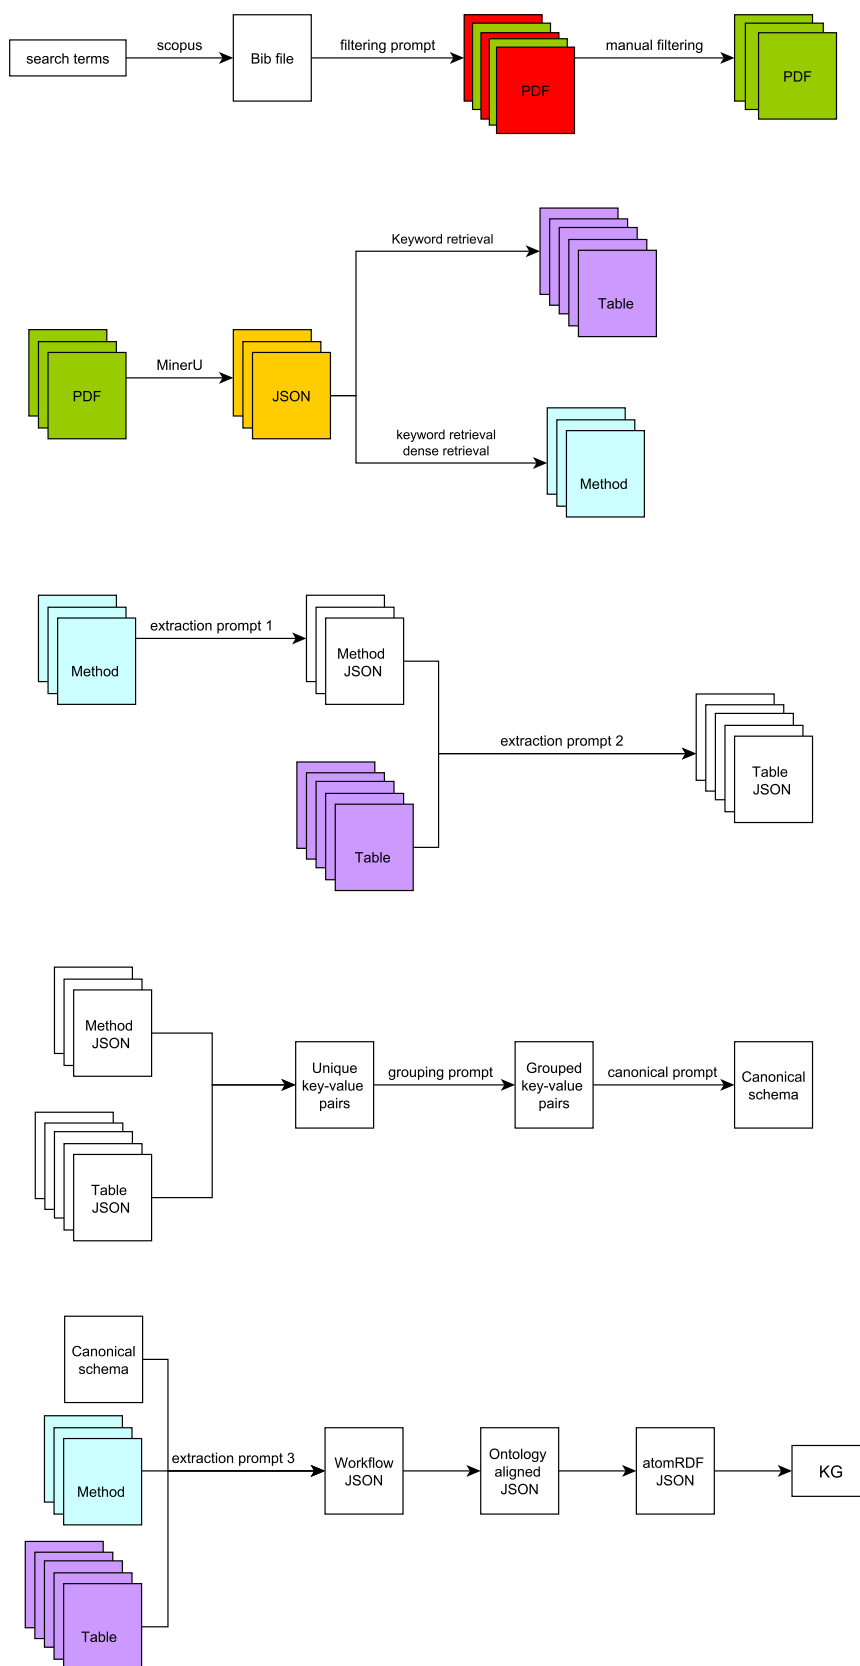 search terms
scopus
Bib file
filtering prompt
PDF
manual filtering
PDF
Keyword retrieval
Table
PDF
MinerU
JSON
keyword retrieval
dense retrieval
Method
Method
extraction prompt 1
Method
JSON
Table
extraction prompt 2
Table
JSON
Method
JSON
Table
JSON
Unique
key-value
pairs
grouping prompt
Grouped
key-value
pairs
canonical prompt
Canonical
schema
Canonical
schema
Method
Table
extraction prompt 3
Workflow
JSON
Ontology
aligned
JSON
atomRDF
JSON
KG